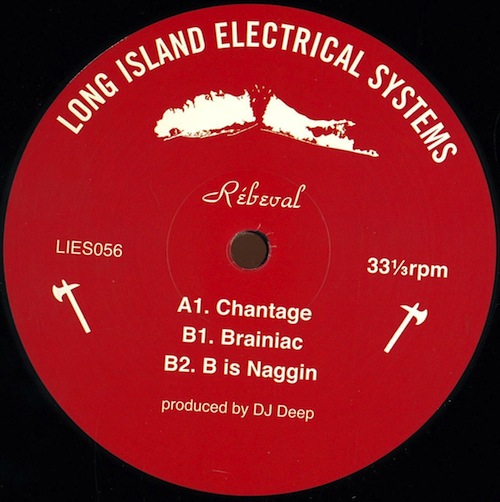 LONG ISLAND ELECTRICAL SYSTEMS
Rébeval
LIES056
33⅓rpm
A1. Chantage
B1. Brainiac
B2. B is Naggin
produced by DJ Deep